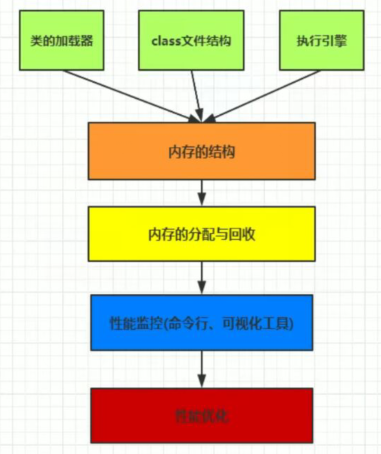 类的加载器
class文件结构
执行引擎
内存的结构
内存的分配与回收
性能监控(命令行、可视化工具)
性能优化